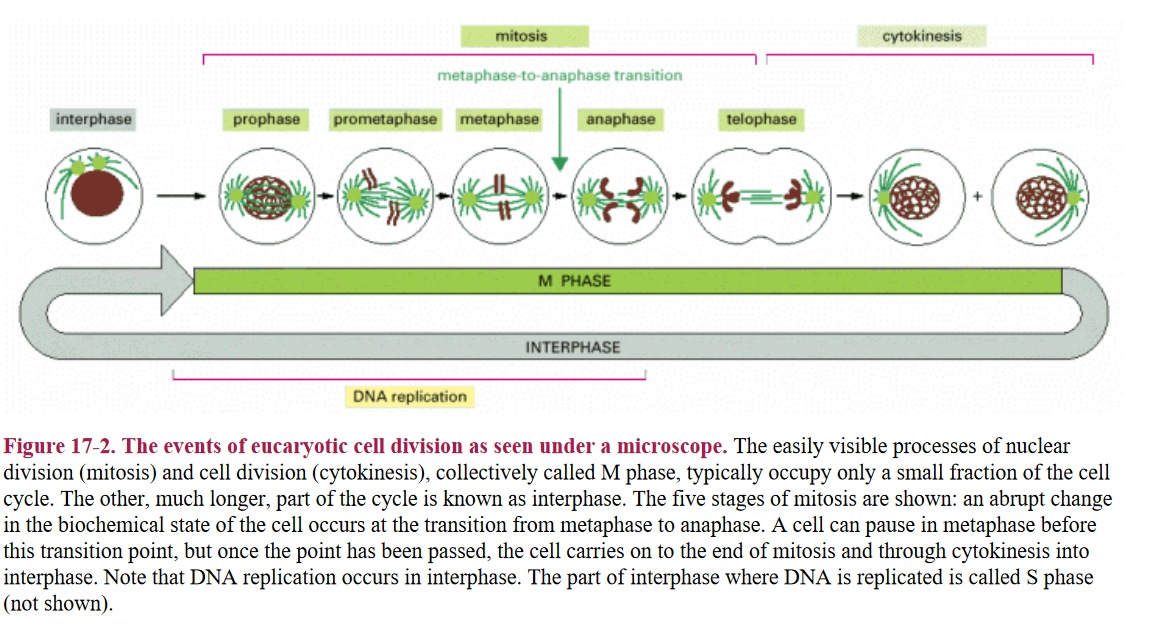 mitosis
cytokinesis
metaphase-to-anaphase transition
interphase
prophase
prometaphase
metaphase
anaphase
telophase
+
M PHASE
INTERPHASE
DNA replication
Figure 17-2. The events of eucaryotic cell division as seen under a microscope. The easily visible processes of nuclear
division (mitosis) and cell division (cytokinesis), collectively called M phase, typically occupy only a small fraction of the cell
cycle. The other, much longer, part of the cycle is known as interphase. The five stages of mitosis are shown: an abrupt change
in the biochemical state of the cell occurs at the transition from metaphase to anaphase. A cell can pause in metaphase before
this transition point, but once the point has been passed, the cell carries on to the end of mitosis and through cytokinesis into
interphase. Note that DNA replication occurs in interphase. The part of interphase where DNA is replicated is called S phase
(not shown).